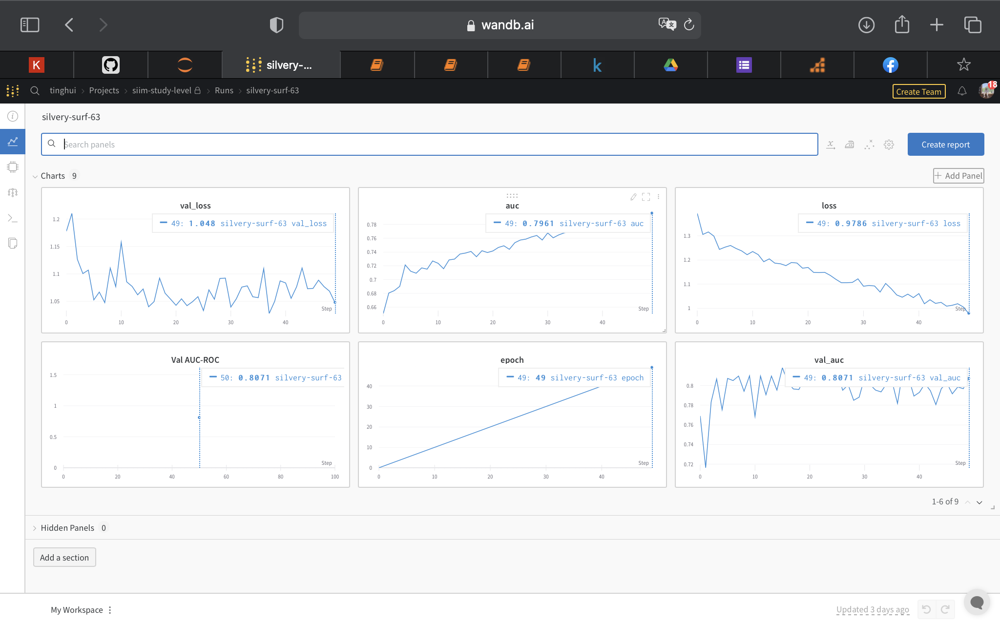 wandb.ai
K
silvery-...
k
tinghui > Projects > siim-study-level > Runs > silvery-surf-63
Create Team
18
silvery-surf-63
Search panels
Create report
Charts 9
Add Panel
val_loss
49: 1.048 silvery-surf-63 val_loss
1.2
1.15
1.1
1.05
Step
0 10 20 30 40
auc
49: 0.7961 silvery-surf-63 auc
0.78
0.76
0.74
0.72
0.7
0.68
0.66
Step
0 10 20 30 40
loss
49: 0.9786 silvery-surf-63 loss
1.3
1.2
1.1
1
Step
0 10 20 30 40
Val AUC-ROC
50: 0.8071 silvery-surf-63
1.5
1
0.5
0
Step
0 20 40 60 80 100
epoch
49: 49 silvery-surf-63 epoch
40
30
20
10
0
Step
0 10 20 30 40
val_auc
49: 0.8071 silvery-surf-63 val_auc
0.8
0.78
0.76
0.74
0.72
Step
0 10 20 30 40
1-6 of 9
Hidden Panels 0
Add a section
My Workspace
Updated 3 days ago